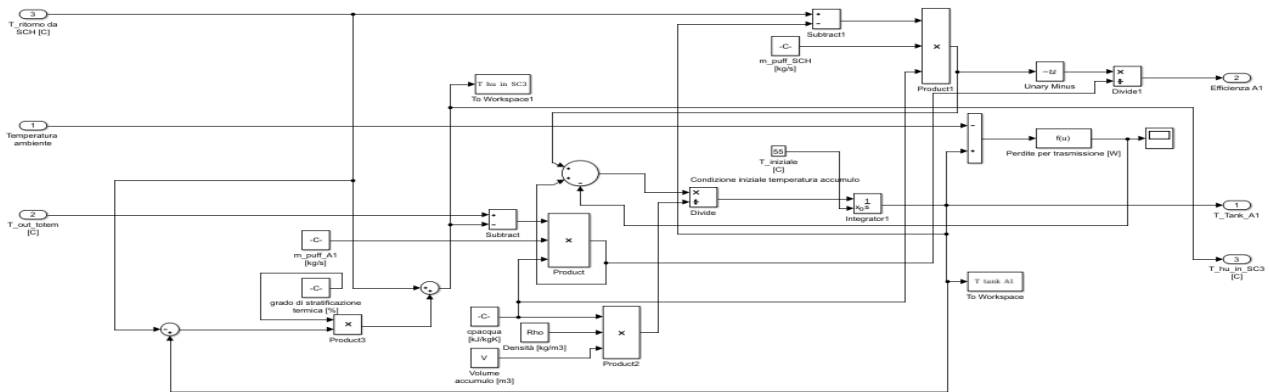 3
T_ritorno da
SCH [C]
+
−
Subtract1
-C-
m_puff_SCH
[kg/s]
×
Product1
-u
Unary Minus
×
÷
Divide1
2
Efficienza A1
T hu in SC3
To Workspace1
1
Temperatura
ambiente
−
+
f(u)
Perdite per trasmissione [W]
55
T_iniziale
[C]
Condizione iniziale temperatura accumulo
+
+
−
×
÷
Divide
1
s
xo
Integrator1
1
T_Tank_A1
2
T_out_totem
[C]
+
−
Subtract
-C-
m_puff_A1
[kg/s]
×
Product
3
T_hu_in_SC3
[C]
-C-
grado di stratificazione
termica [%]
×
Product3
T tank A1
To Workspace
-C-
cpacqua
[kJ/kgK]
Rho
Densità [kg/m3]
V
Volume
accumulo [m3]
×
Product2